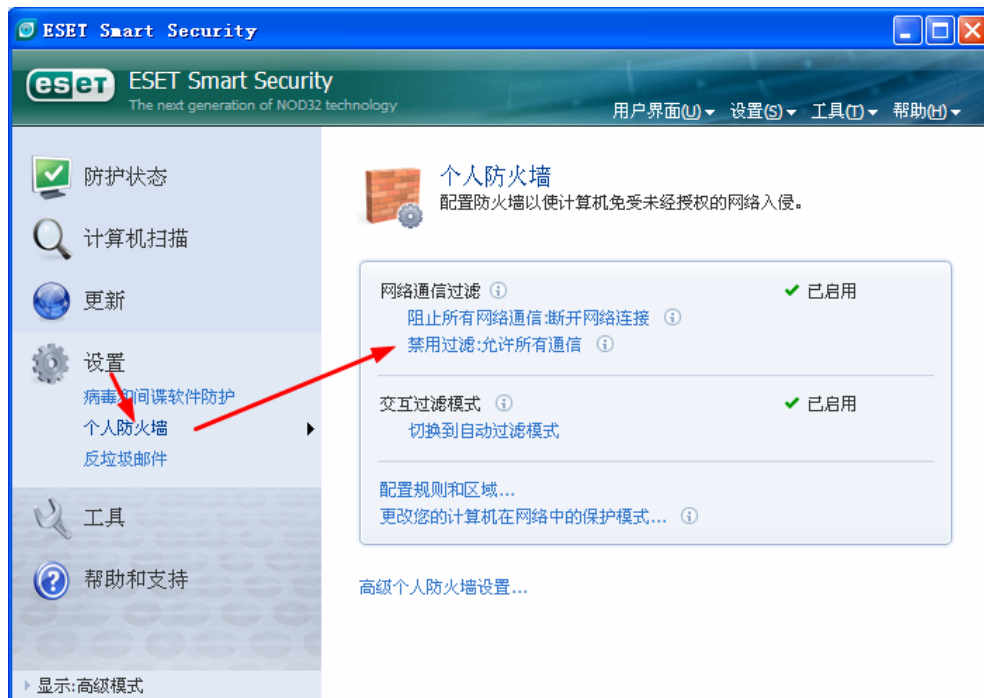 ESET Smart Security
eset ESET Smart Security
The next generation of NOD32 technology
用户界面(U) 设置(S) 工具(T) 帮助(H)
防护状态
计算机扫描
更新
设置
病毒和间谍软件防护
个人防火墙
反垃圾邮件
工具
帮助和支持
显示:高级模式
个人防火墙
配置防火墙以使计算机免受未经授权的网络入侵。
网络通信过滤 已启用
阻止所有网络通信:断开网络连接
禁用过滤:允许所有通信
交互过滤模式 已启用
切换到自动过滤模式
配置规则和区域...
更改您的计算机在网络中的保护模式...
高级个人防火墙设置...